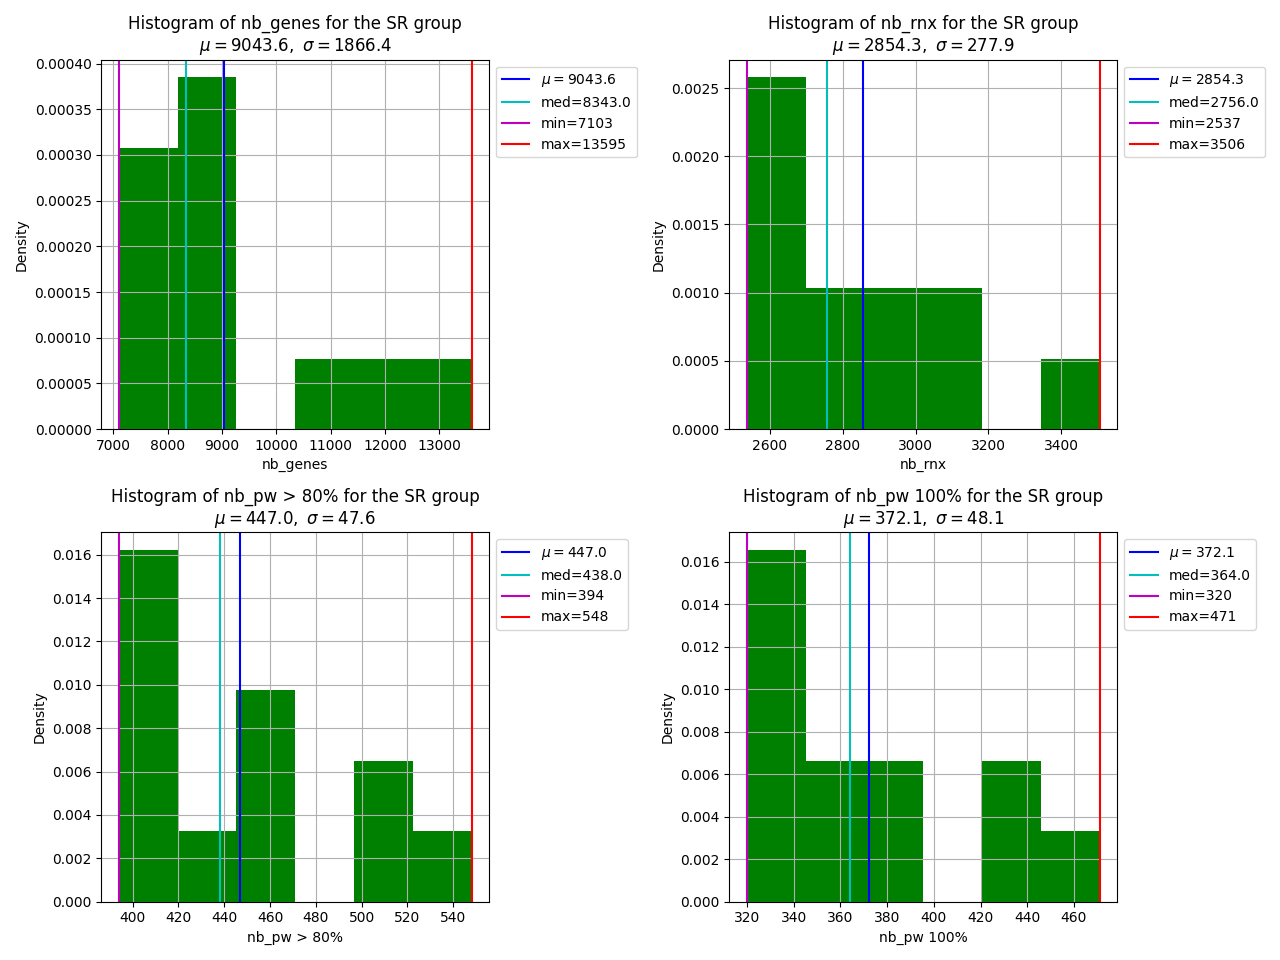 Histogram of nb_genes for the SR group
μ = 9043.6, σ = 1866.4
0.00040
0.00035
0.00030
0.00025
0.00020
0.00015
0.00010
0.00005
0.00000
Density
7000 8000 9000 10000 11000 12000 13000
nb_genes
μ = 9043.6
med=8343.0
min=7103
max=13595
Histogram of nb_rnx for the SR group
μ = 2854.3, σ = 277.9
0.0025
0.0020
0.0015
0.0010
0.0005
0.0000
Density
2600 2800 3000 3200 3400
nb_rnx
μ = 2854.3
med=2756.0
min=2537
max=3506
Histogram of nb_pw > 80% for the SR group
μ = 447.0, σ = 47.6
0.016
0.014
0.012
0.010
0.008
0.006
0.004
0.002
0.000
Density
400 420 440 460 480 500 520 540
nb_pw > 80%
μ = 447.0
med=438.0
min=394
max=548
Histogram of nb_pw 100% for the SR group
μ = 372.1, σ = 48.1
0.016
0.014
0.012
0.010
0.008
0.006
0.004
0.002
0.000
Density
320 340 360 380 400 420 440 460
nb_pw 100%
μ = 372.1
med=364.0
min=320
max=471